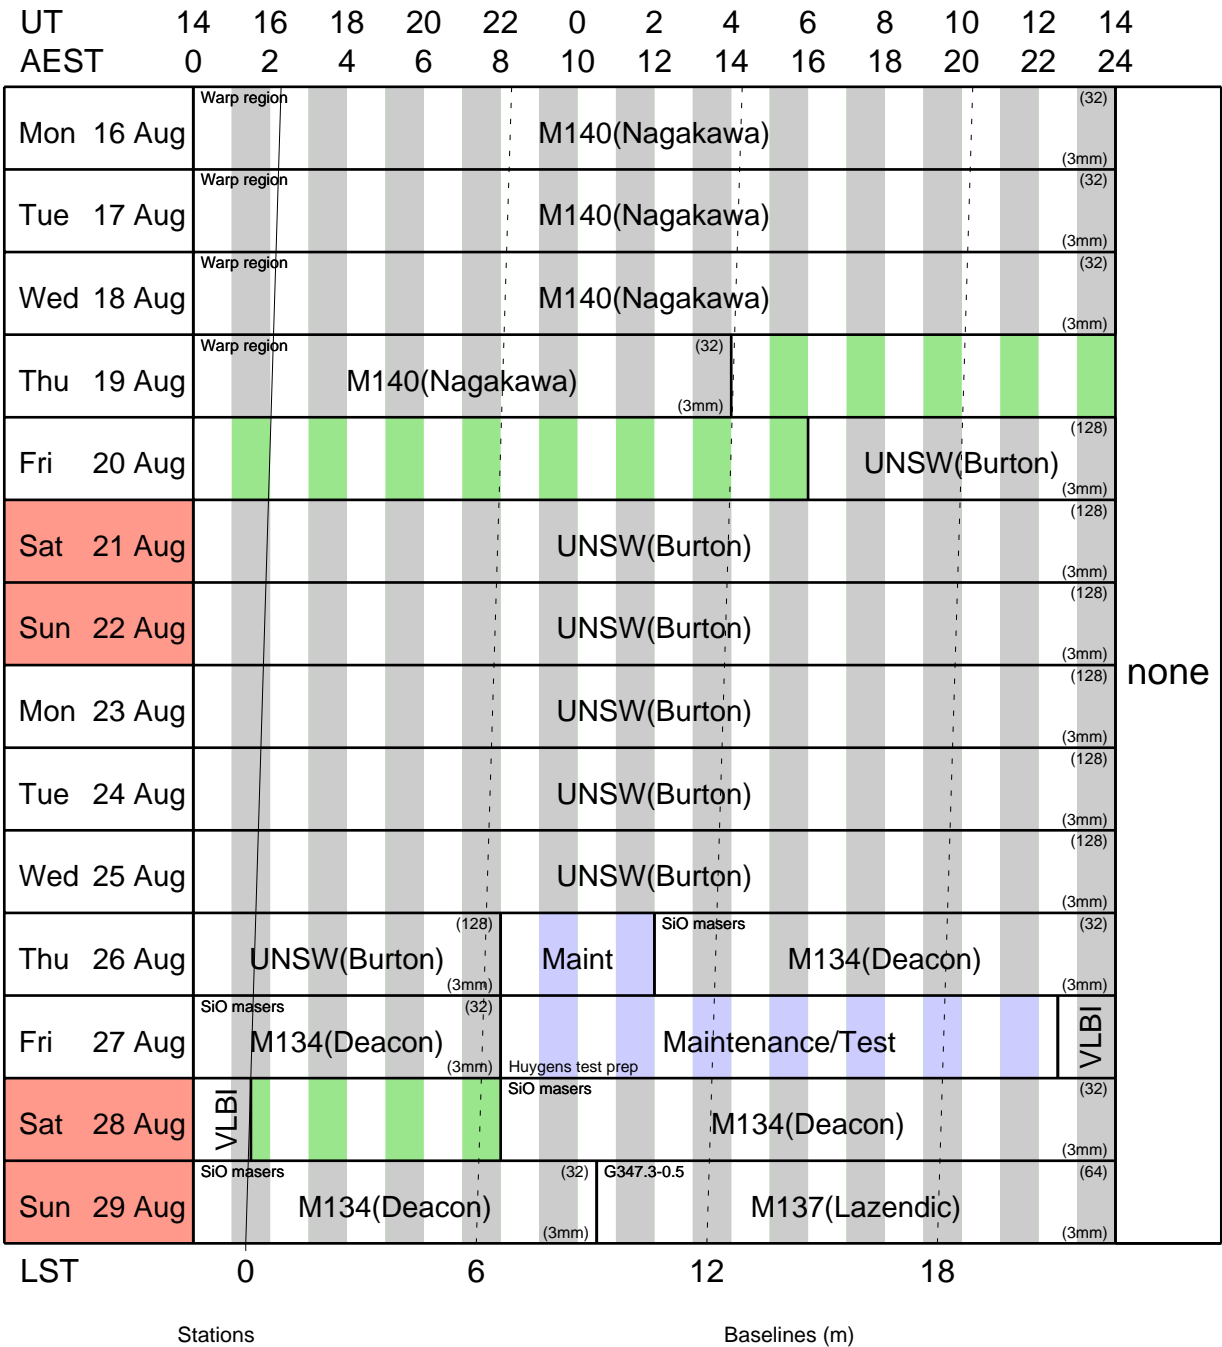 UT 14 16 18 20 22 0 2 4 6 8 10 12 14
AEST 0 2 4 6 8 10 12 14 16 18 20 22 24
Warp region (32)
Mon 16 Aug M140(Nagakawa)
(3mm)
Warp region (32)
Tue 17 Aug M140(Nagakawa)
(3mm)
Warp region (32)
Wed 18 Aug M140(Nagakawa)
(3mm)
Warp region (32)
Thu 19 Aug M140(Nagakawa)
(3mm)
(128)
Fri 20 Aug UNSW(Burton)
(3mm)
(128)
Sat 21 Aug UNSW(Burton)
(3mm)
(128)
Sun 22 Aug UNSW(Burton)
(3mm)
(128)
none
Mon 23 Aug UNSW(Burton)
(3mm)
(128)
Tue 24 Aug UNSW(Burton)
(3mm)
(128)
Wed 25 Aug UNSW(Burton)
(3mm)
(128) SiO masers (32)
Thu 26 Aug UNSW(Burton) Maint M134(Deacon)
(3mm) (3mm)
SiO masers (32)
Fri 27 Aug M134(Deacon) Maintenance/Test VLBI
(3mm) Huygens test prep
SiO masers (32)
Sat 28 Aug VLBI M134(Deacon)
(3mm)
SiO masers (32) G347.3-0.5 (64)
Sun 29 Aug M134(Deacon) M137(Lazendic)
(3mm) (3mm)
LST 0 6 12 18
Stations Baselines (m)